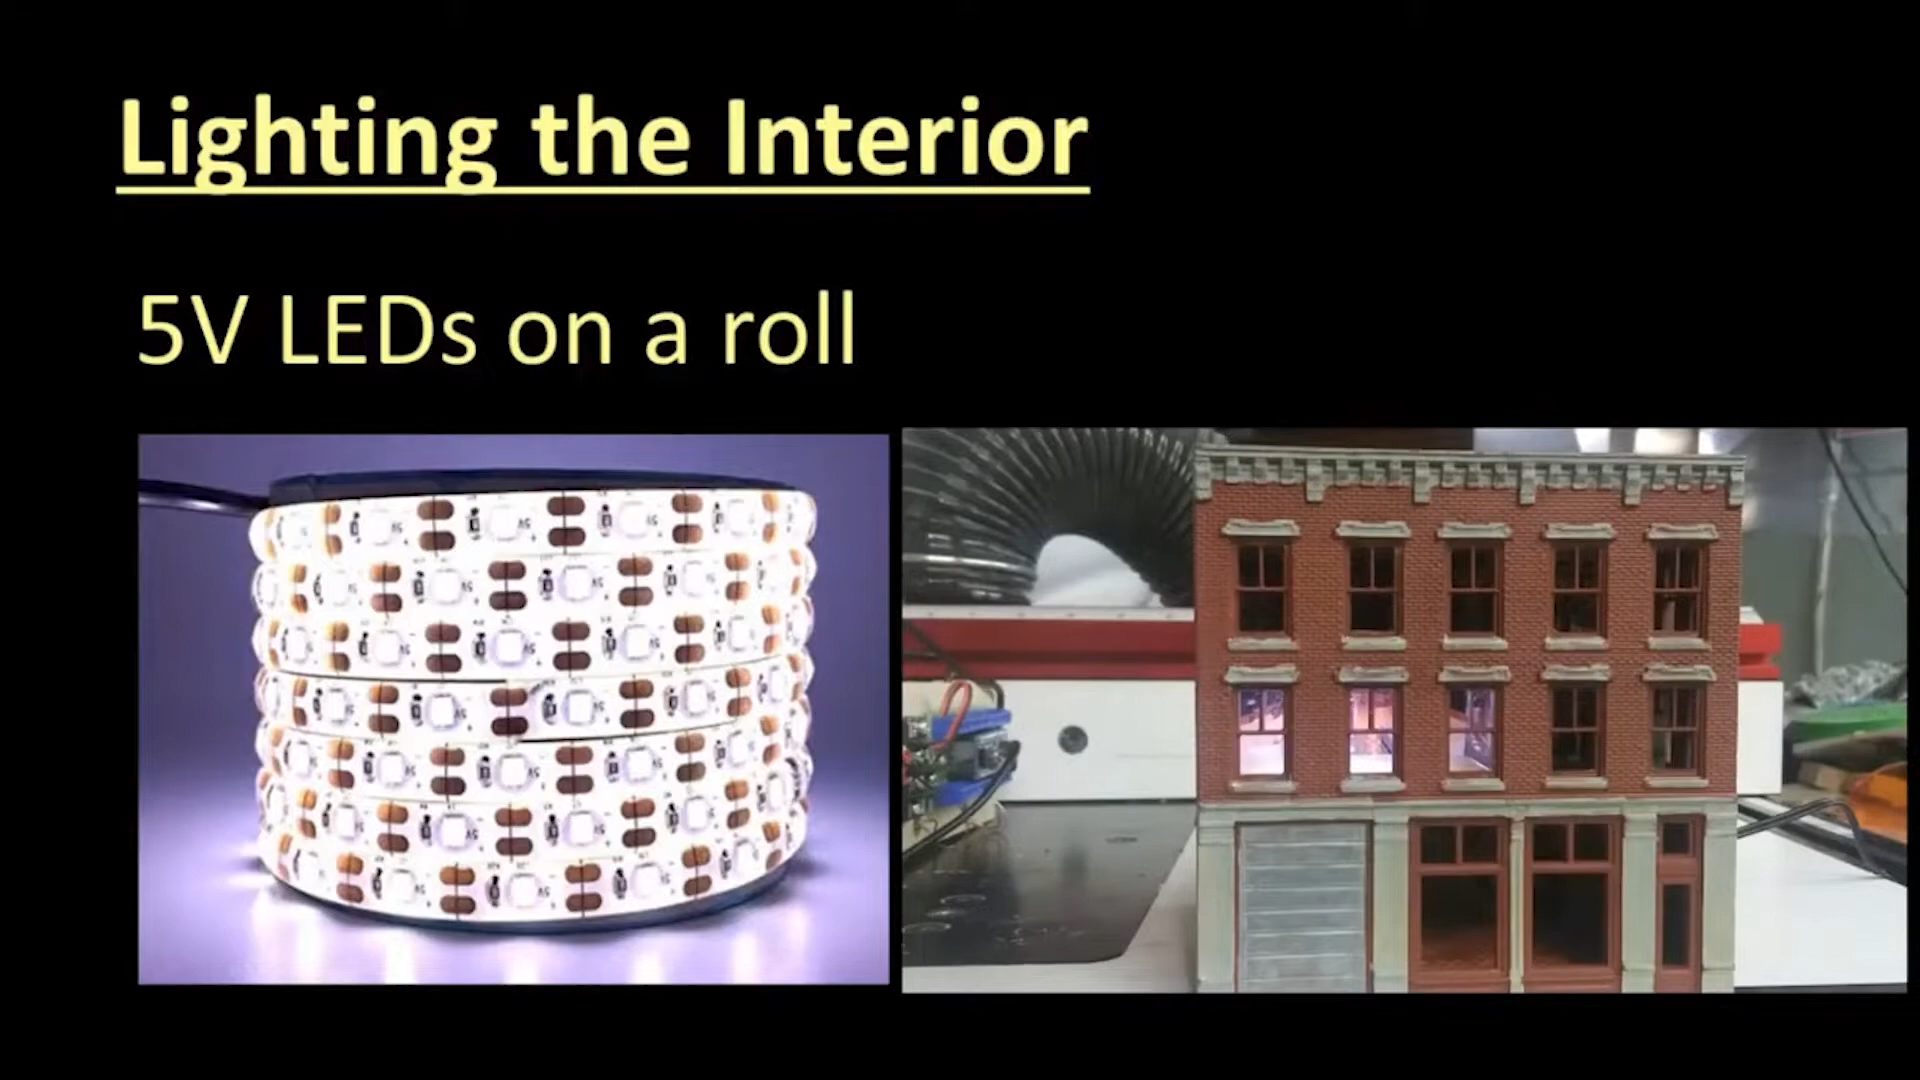 Lighting the Interior
5V LEDs on a roll